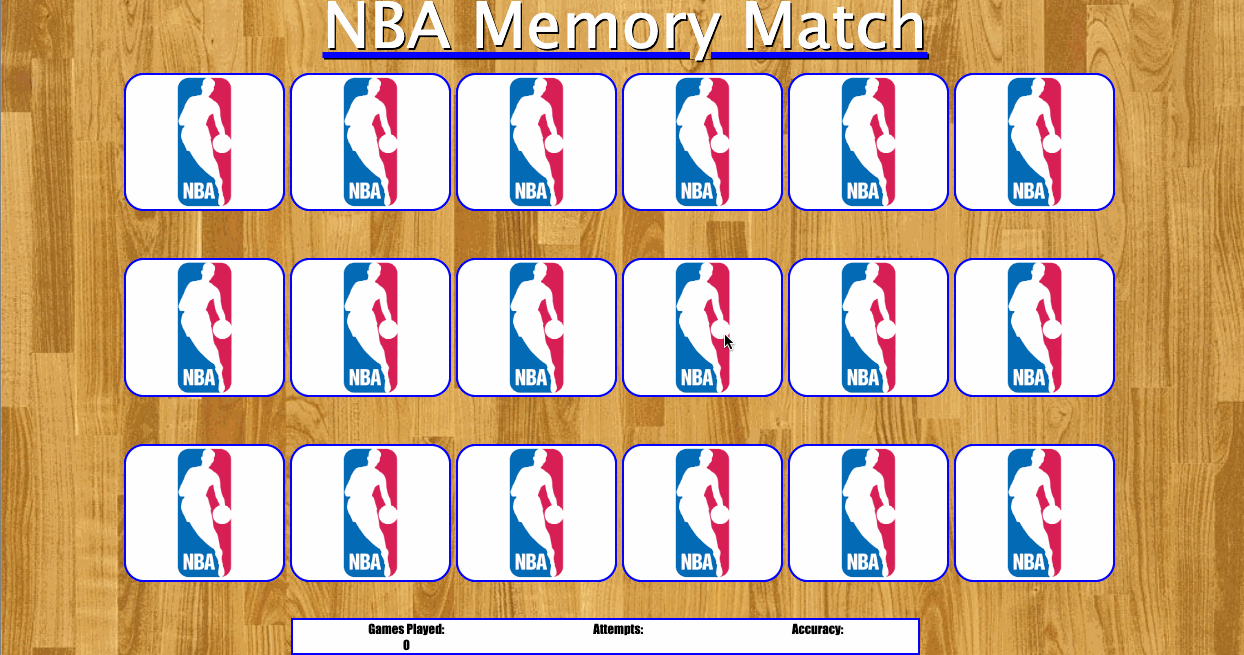 NBA Memory Match
NBA NBA NBA NBA NBA NBA
NBA NBA NBA NBA NBA NBA
NBA NBA NBA NBA NBA NBA
Games Played: Attempts: Accuracy:
0